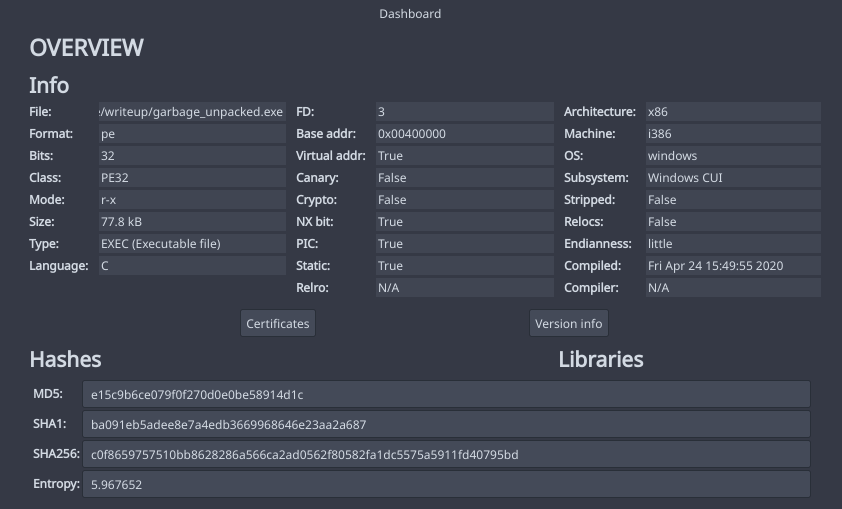 Dashboard
OVERVIEW
Info
File: :/writeup/garbage_unpacked.exe FD: 3 Architecture: x86
Format: pe Base addr: 0x00400000 Machine: i386
Bits: 32 Virtual addr: True OS: windows
Class: PE32 Canary: False Subsystem: Windows CUI
Mode: r-x Crypto: False Stripped: False
Size: 77.8 kB NX bit: True Relocs: False
Type: EXEC (Executable file) PIC: True Endianness: little
Language: C Static: True Compiled: Fri Apr 24 15:49:55 2020
Relro: N/A Compiler: N/A
Certificates Version info
Hashes Libraries
MD5: e15c9b6ce079f0f270d0e0be58914d1c
SHA1: ba091eb5adee8e7a4edb3669968646e23aa2a687
SHA256: c0f8659757510bb8628286a566ca2ad0562f80582fa1dc5575a5911fd40795bd
Entropy: 5.967652